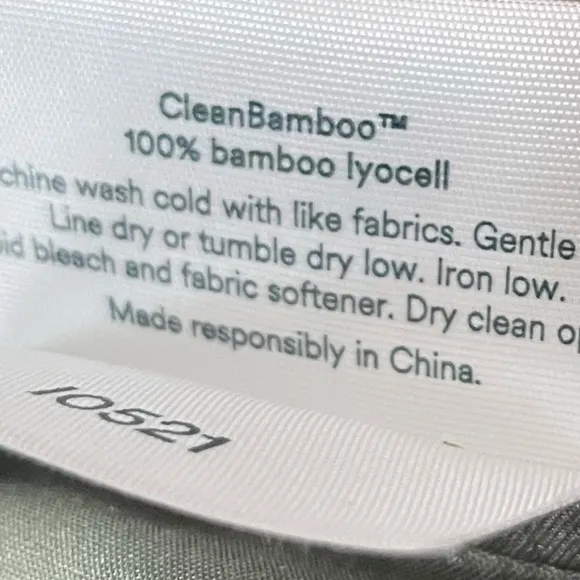 CleanBamboo™
100% bamboo lyocell
chine wash cold with like fabrics. Gentle
Line dry or tumble dry low. Iron low.
id bleach and fabric softener. Dry clean op
Made responsibly in China.
10521